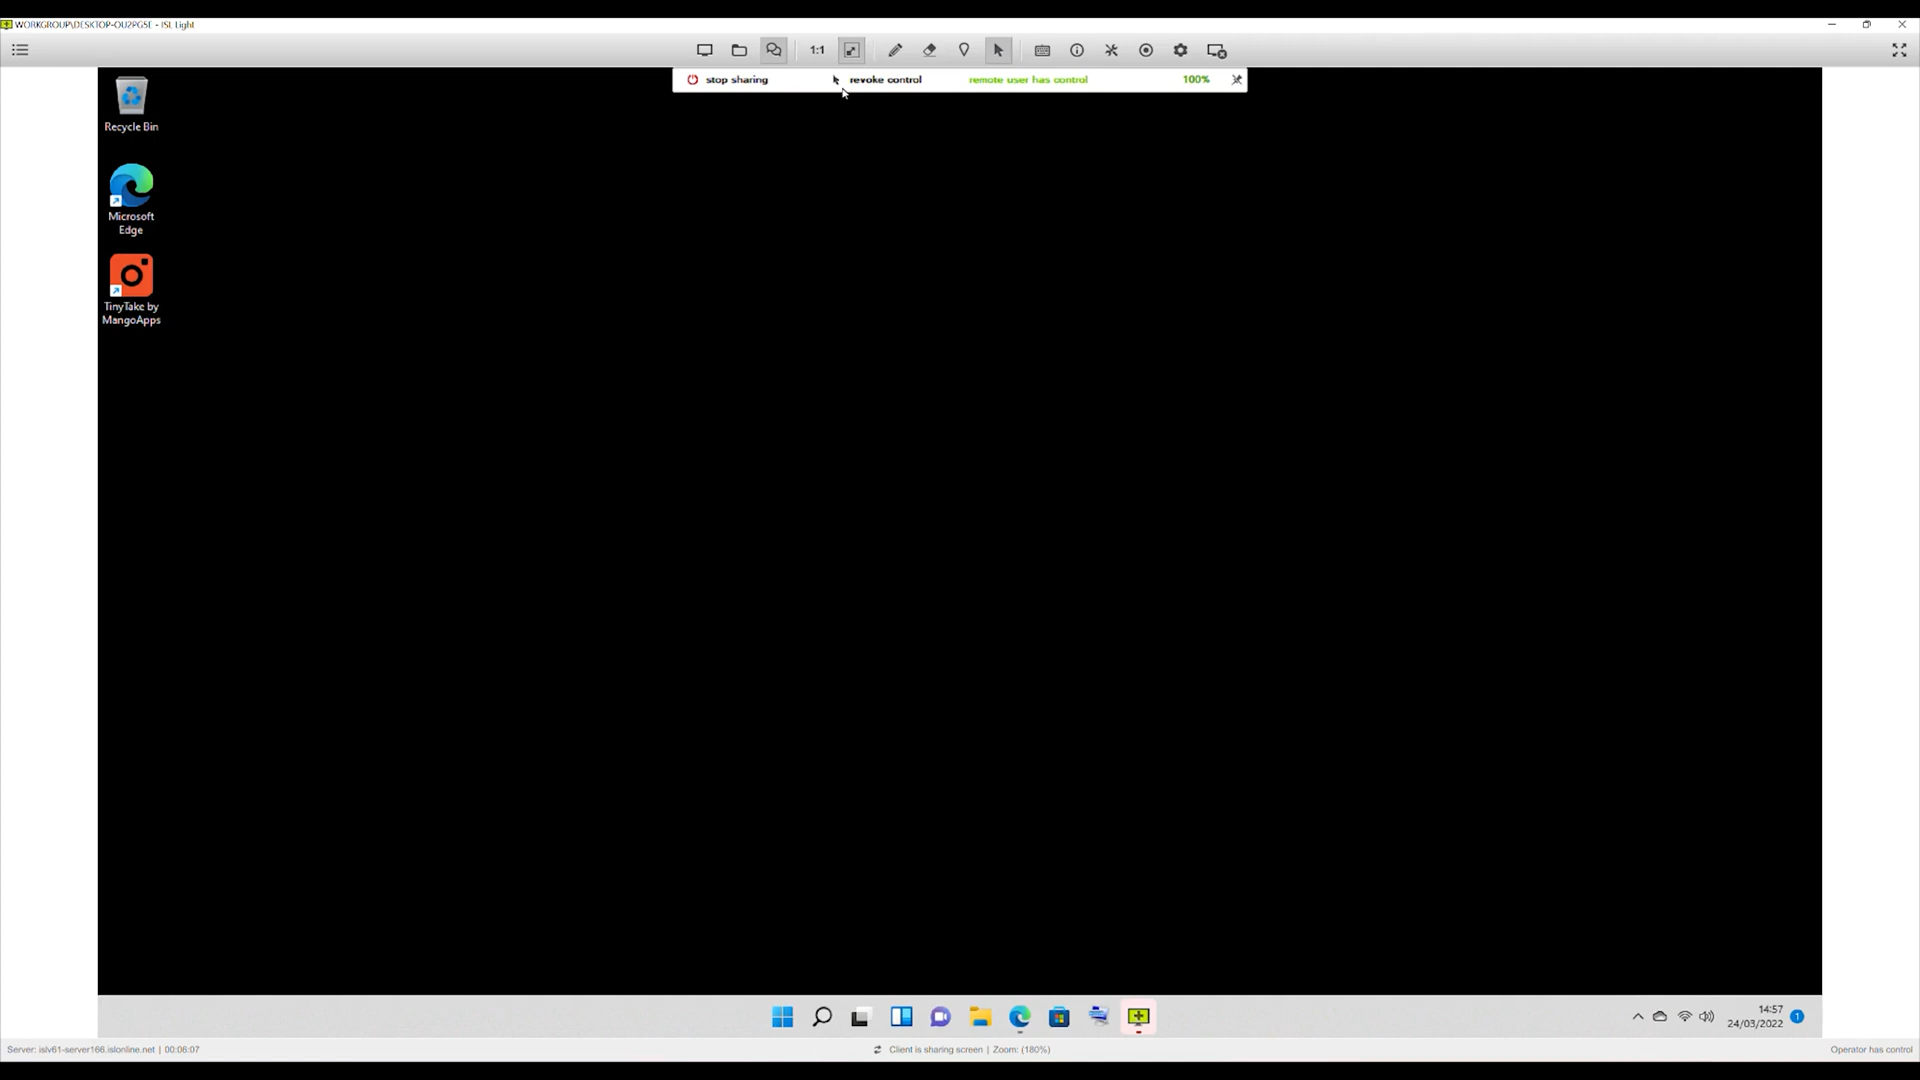 WORKGROUP\DESKTOP-OU2PG5E - ISL Light
1:1
stop sharing revoke control remote user has control 100%
Recycle Bin
Microsoft
Edge
TinyTake by
MangoApps
14:57
24/03/2022 1
Server: islv61-server166.islonline.net | 00:06:07 Client is sharing screen | Zoom: (180%) Operator has control